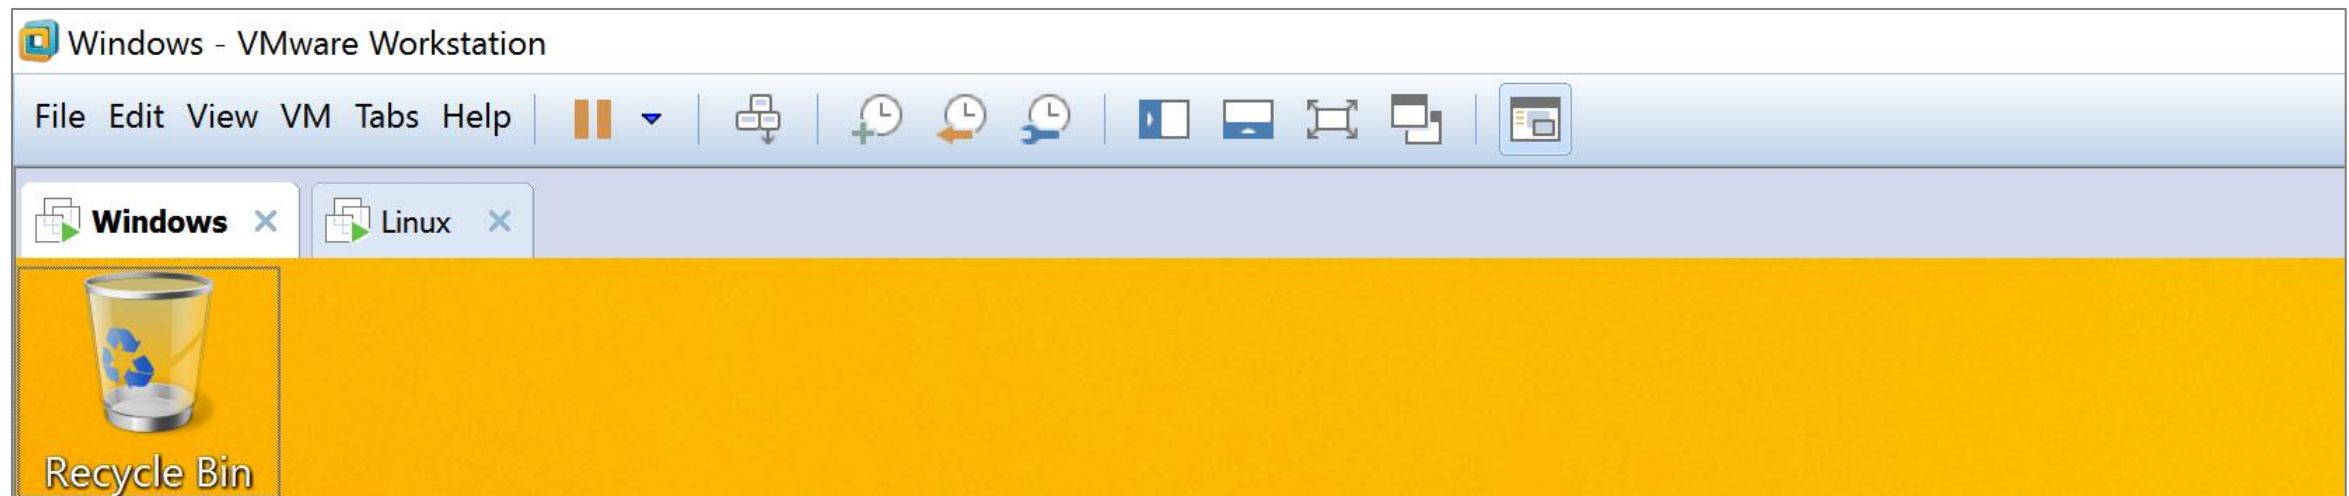 Windows - VMware Workstation
File Edit View VM Tabs Help
Windows Linux
Recycle Bin